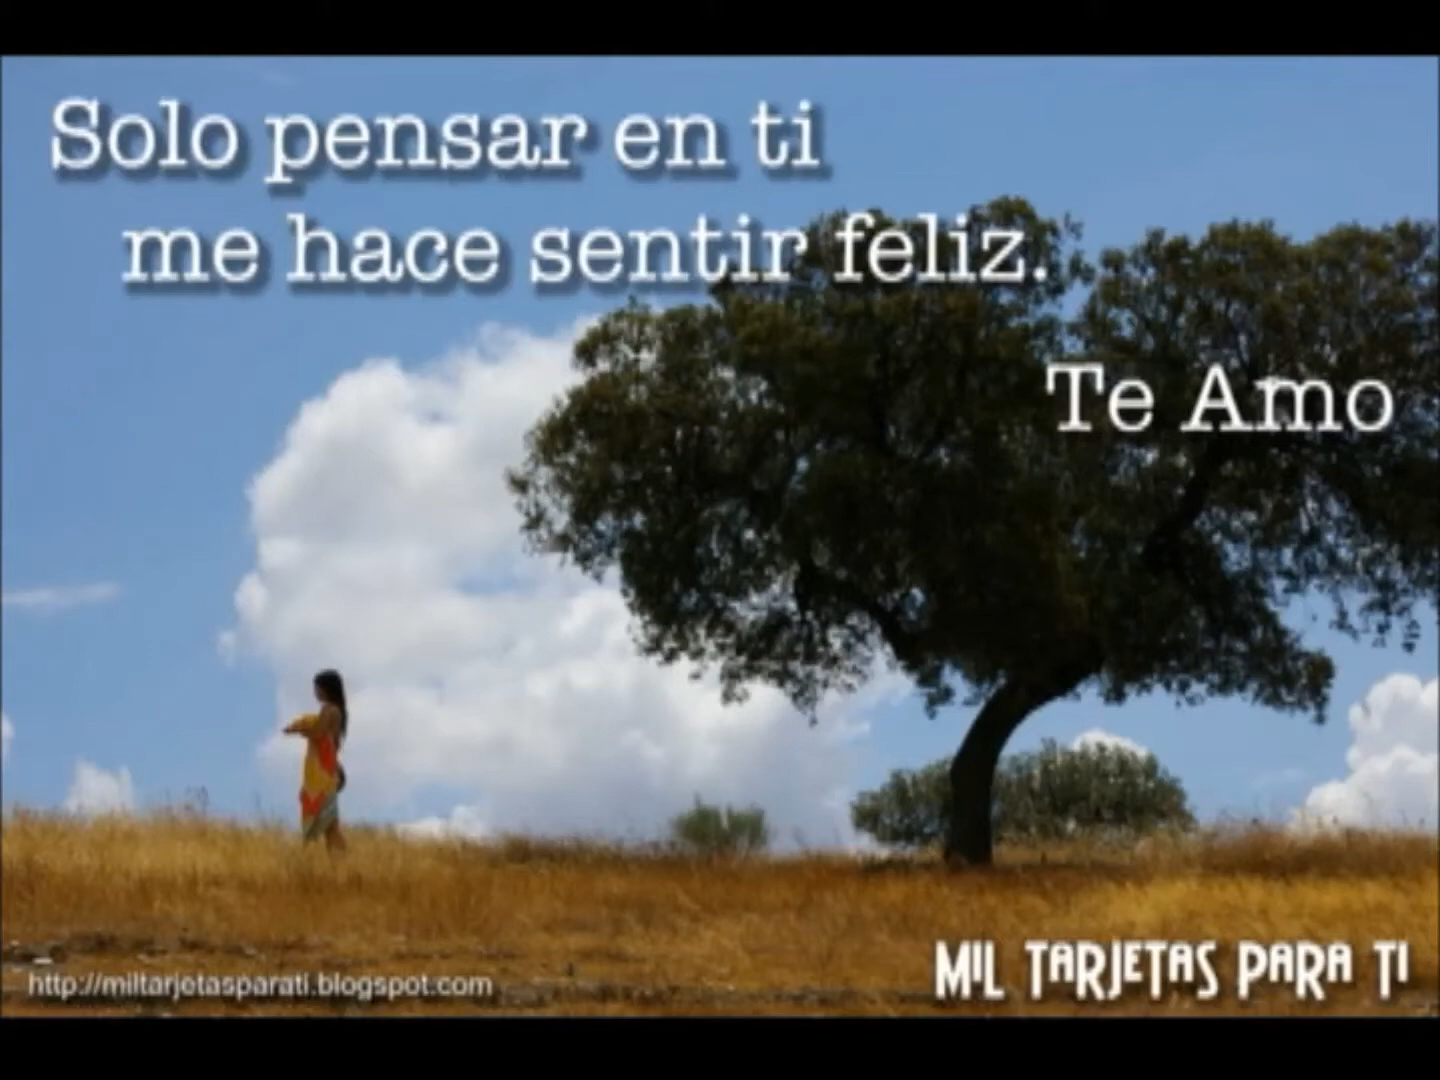 Solo pensar en ti
me hace sentir feliz.
Te Amo
http://miltarjetasparati.blogspot.com
MIL TARJETAS PARA TI